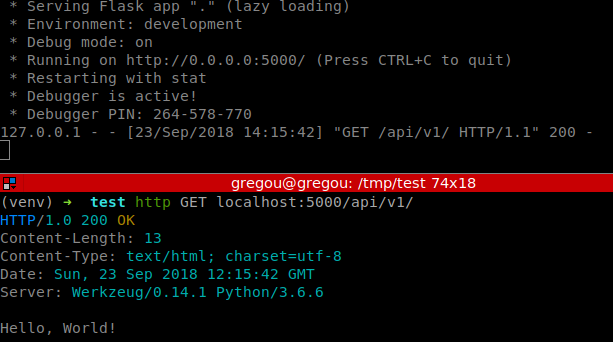 * Serving Flask app "." (lazy loading)
* Environment: development
* Debug mode: on
* Running on http://0.0.0.0:5000/ (Press CTRL+C to quit)
* Restarting with stat
* Debugger is active!
* Debugger PIN: 264-578-770
127.0.0.1 - - [23/Sep/2018 14:15:42] "GET /api/v1/ HTTP/1.1" 200 -
gregou@gregou: /tmp/test 74x18
(venv) ➜ test http GET localhost:5000/api/v1/
HTTP/1.0 200 OK
Content-Length: 13
Content-Type: text/html; charset=utf-8
Date: Sun, 23 Sep 2018 12:15:42 GMT
Server: Werkzeug/0.14.1 Python/3.6.6
Hello, World!